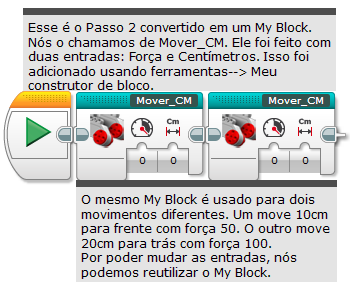 Esse é o Passo 2 convertido em um My Block.
Nós o chamamos de Mover_CM. Ele foi feito com
duas entradas: Força e Centímetros. Isso foi
adicionado usando ferramentas--> Meu
construtor de bloco.
Mover_CM Mover_CM
Cm Cm
0 0 0 0
O mesmo My Block é usado para dois
movimentos diferentes. Um move 10cm
para frente com força 50. O outro move
20cm para trás com força 100.
Por poder mudar as entradas, nós
podemos reutilizar o My Block.